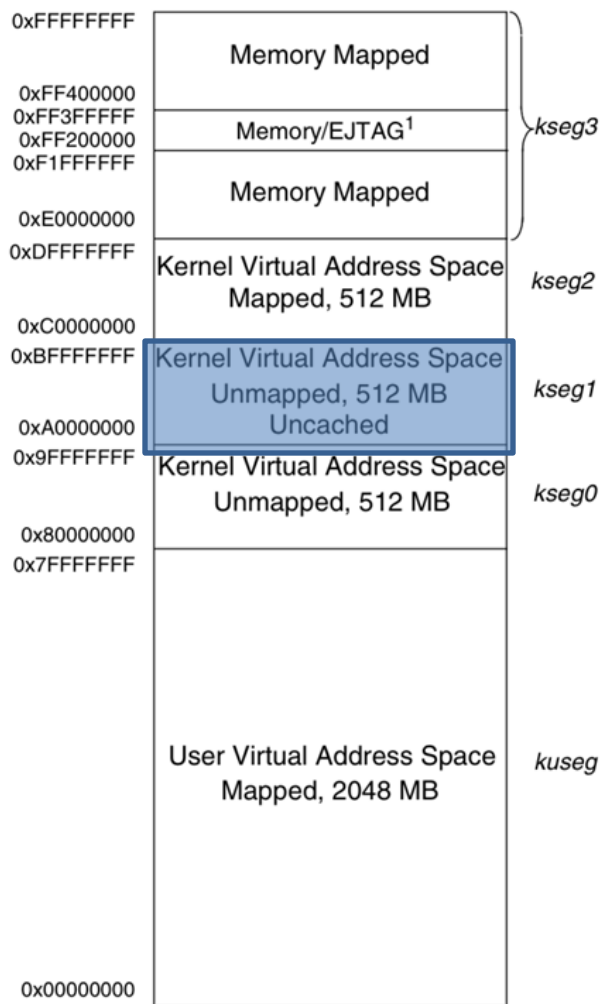 0xFFFFFFFF
Memory Mapped
0xFF400000
0xFF3FFFFF
Memory/EJTAG¹
kseg3
0xFF200000
0xF1FFFFFF
Memory Mapped
0xE0000000
0xDFFFFFFF
Kernel Virtual Address Space
Mapped, 512 MB
kseg2
0xC0000000
0xBFFFFFFF
Kernel Virtual Address Space
Unmapped, 512 MB
Uncached
kseg1
0xA0000000
0x9FFFFFFF
Kernel Virtual Address Space
Unmapped, 512 MB
kseg0
0x80000000
0x7FFFFFFF
User Virtual Address Space
Mapped, 2048 MB
kuseg
0x00000000